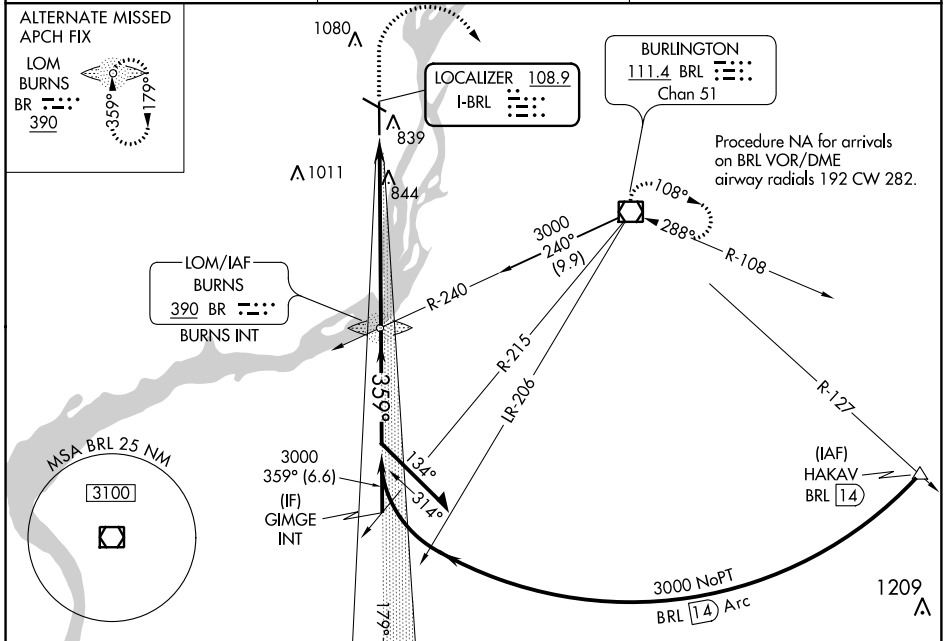 ALTERNATE MISSED
APCH FIX
LOM
BURNS
BR
390
359°
179°
1080
LOCALIZER 108.9
I-BRL
BURLINGTON
111.4 BRL
Chan 51
839
1011
844
Procedure NA for arrivals
on BRL VOR/DME
airway radials 192 CW 282.
108°
288°
R-108
3000
240°
(9.9)
R-240
LOM/IAF
BURNS
390 BR
BURNS INT
R-215
LR-206
R-127
359°
MSA BRL 25 NM
3100
3000
359° (6.6)
(IF)
GIMGE
INT
134°
314°
(IAF)
HAKAV
BRL 14
3000 NoPT
BRL 14 Arc
1209
179°